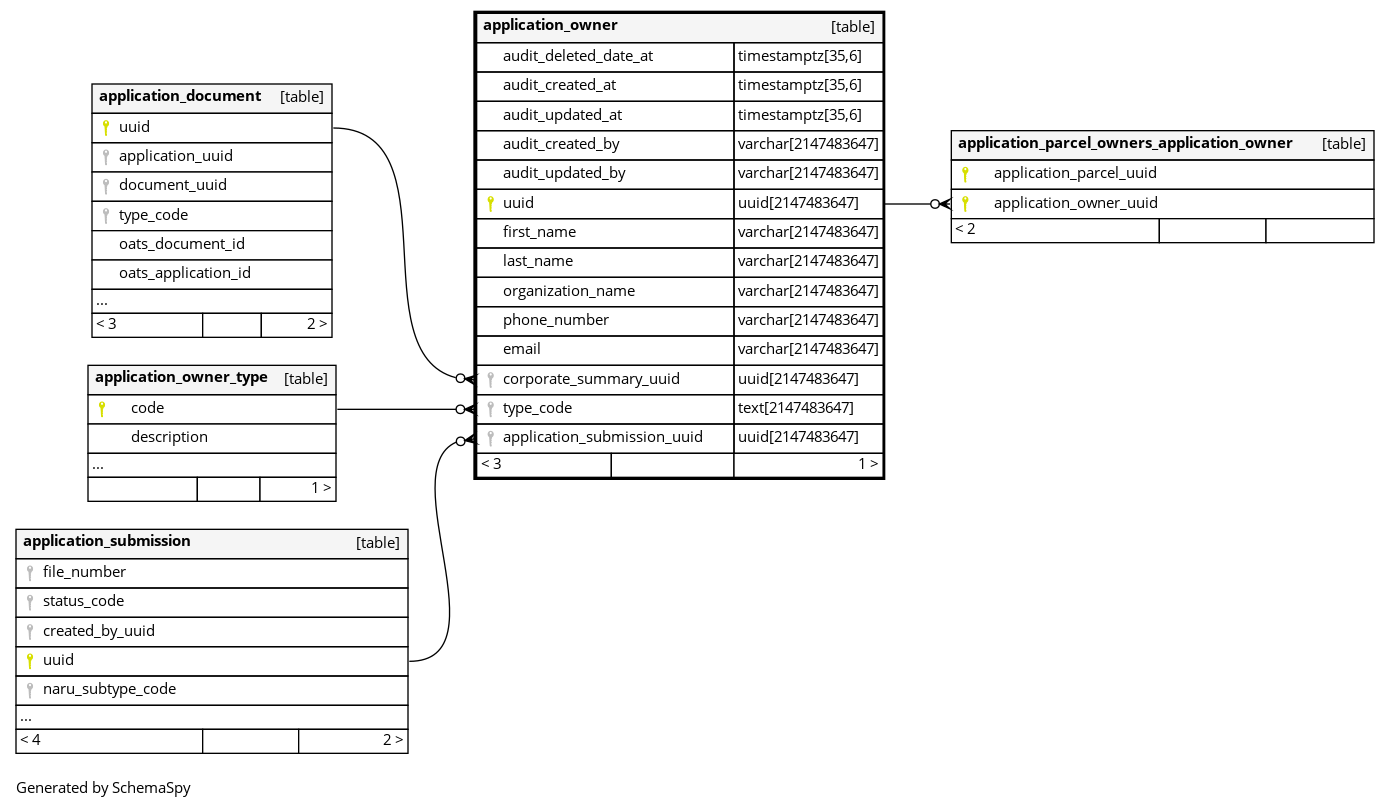 application_owner [table]
audit_deleted_date_at timestamptz[35,6]
audit_created_at timestamptz[35,6]
audit_updated_at timestamptz[35,6]
audit_created_by varchar[2147483647]
audit_updated_by varchar[2147483647]
uuid uuid[2147483647]
first_name varchar[2147483647]
last_name varchar[2147483647]
organization_name varchar[2147483647]
phone_number varchar[2147483647]
email varchar[2147483647]
corporate_summary_uuid uuid[2147483647]
type_code text[2147483647]
application_submission_uuid uuid[2147483647]
< 3 1 >
application_document [table]
uuid
application_uuid
document_uuid
type_code
oats_document_id
oats_application_id
...
< 3 2 >
application_owner_type [table]
code
description
...
1 >
application_submission [table]
file_number
status_code
created_by_uuid
uuid
naru_subtype_code
...
< 4 2 >
application_parcel_owners_application_owner [table]
application_parcel_uuid
application_owner_uuid
< 2
Generated by SchemaSpy